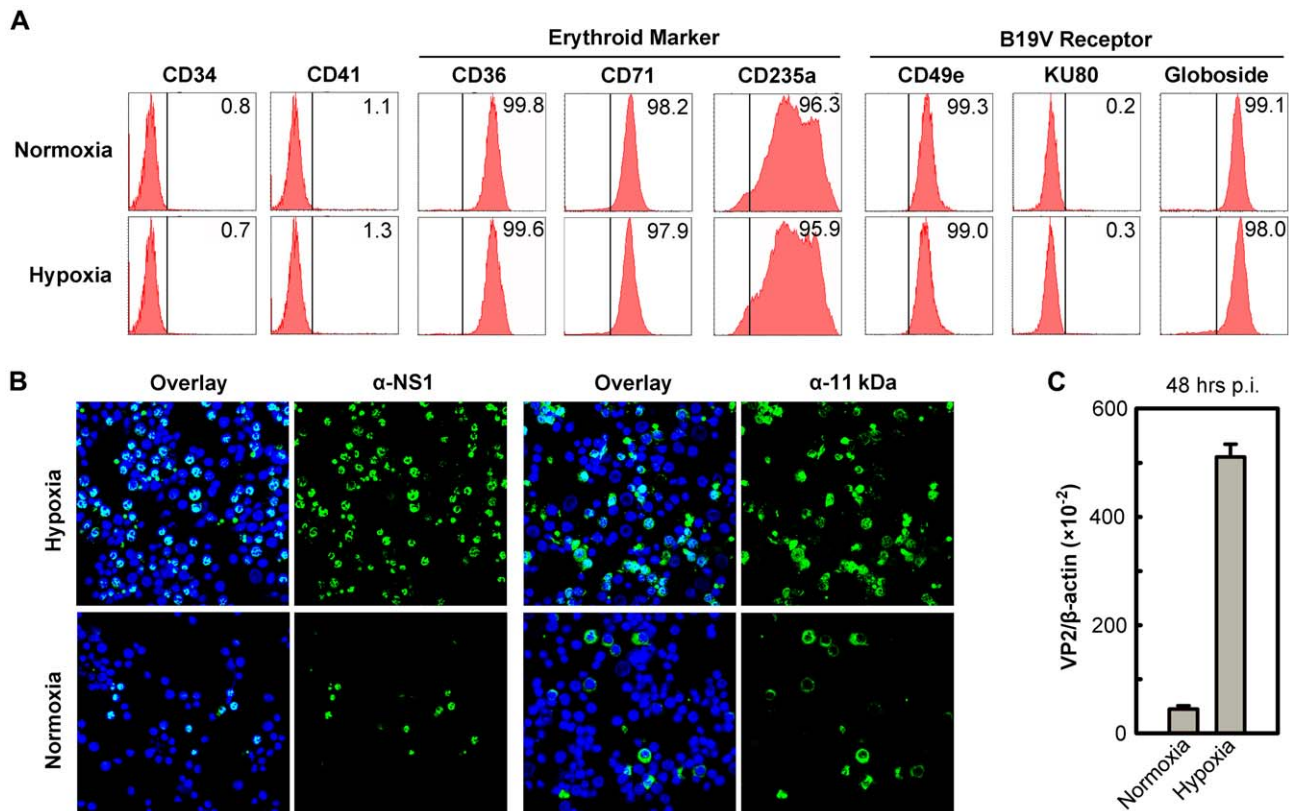 A
Erythroid Marker
B19V Receptor
CD34 CD41 CD36 CD71 CD235a CD49e KU80 Globoside
Normoxia 0.8 1.1 99.8 98.2 96.3 99.3 0.2 99.1
Hypoxia 0.7 1.3 99.6 97.9 95.9 99.0 0.3 98.0
B
Overlay α-NS1 Overlay α-11 kDa
Hypoxia
Normoxia
C
48 hrs p.i.
VP2/β-actin (×10⁻²)
600
400
200
0
Normoxia
Hypoxia